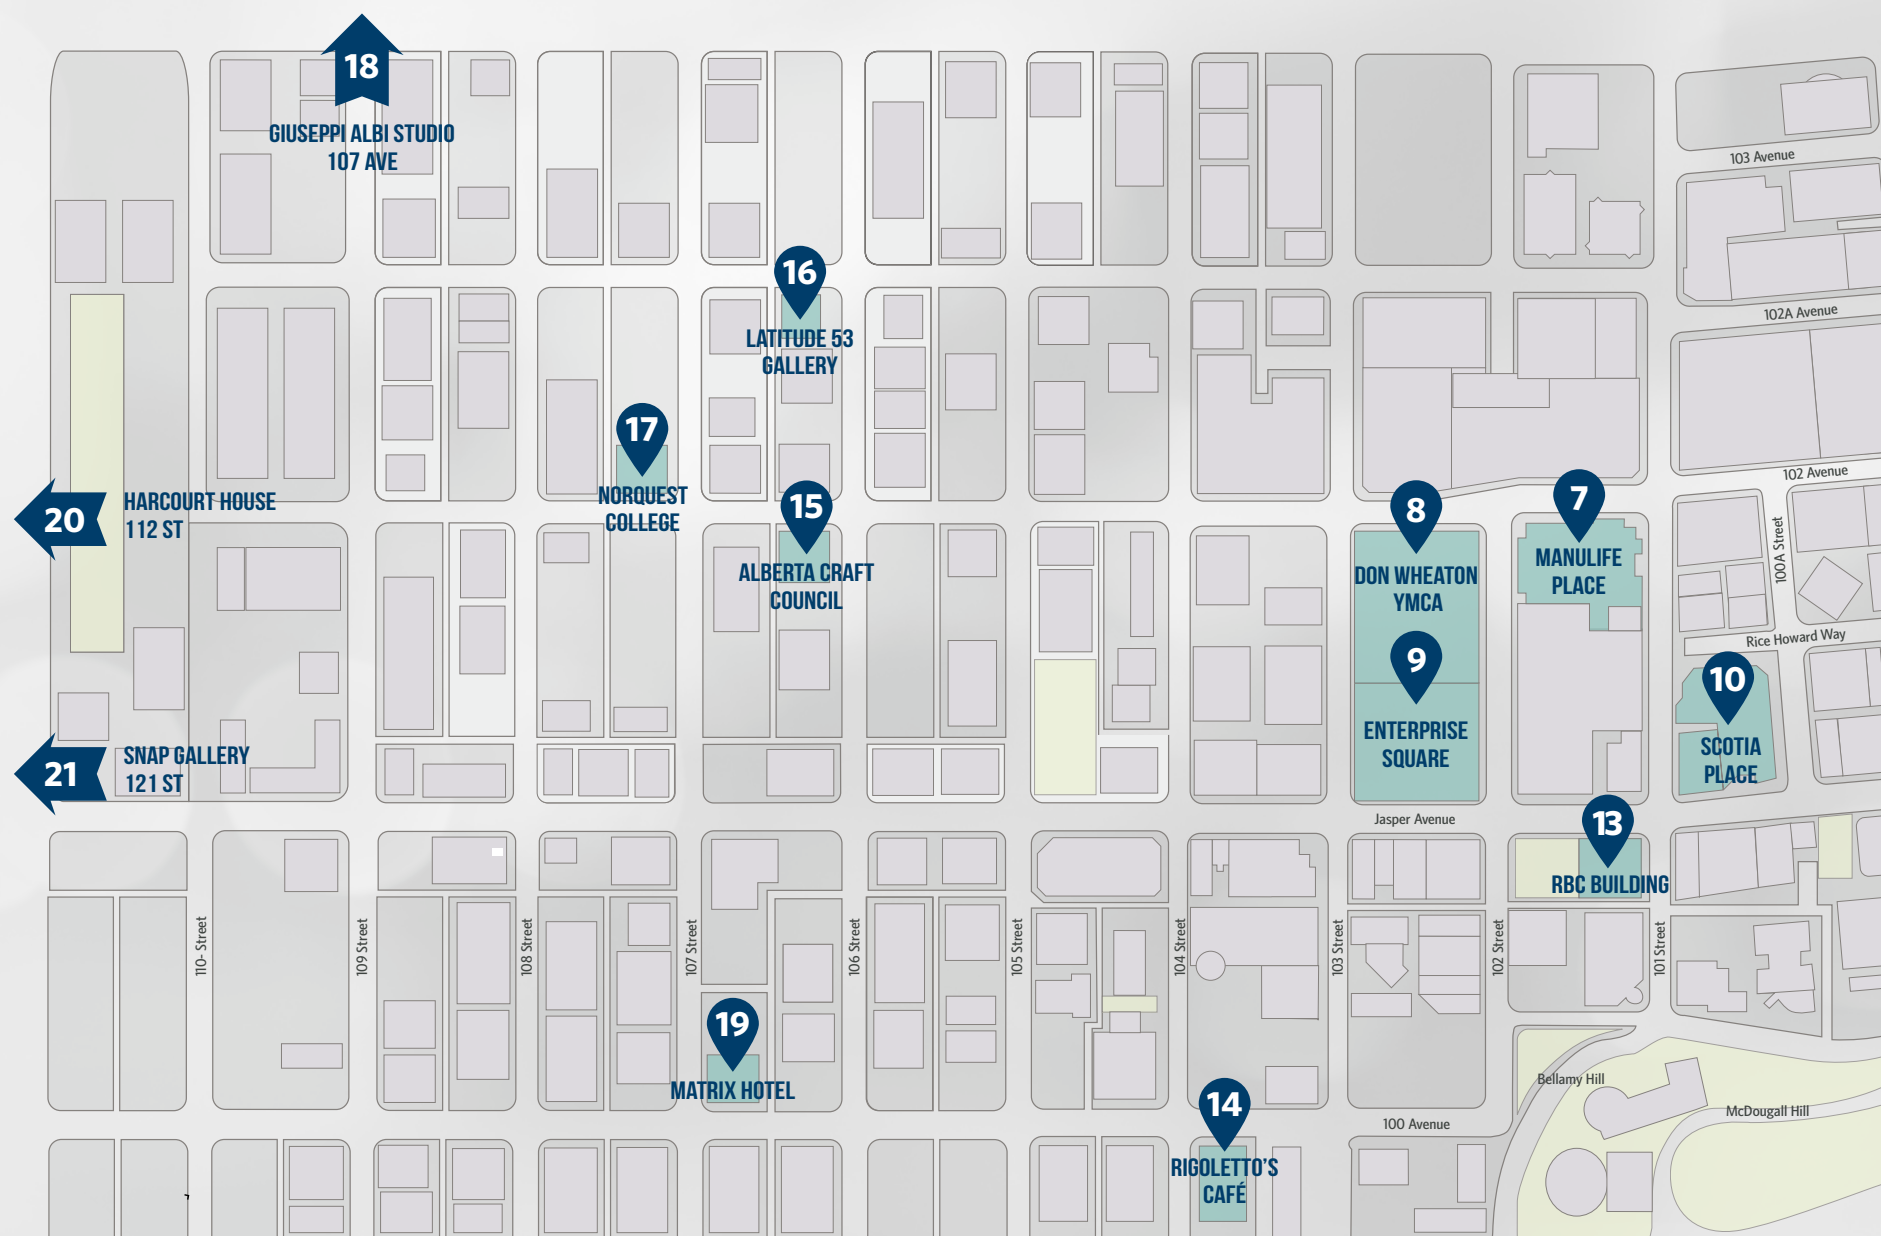 18
GIUSEPPI ALBI STUDIO
107 AVE
103 Avenue
16
LATITUDE 53
GALLERY
102A Avenue
17
NORQUEST
COLLEGE
102 Avenue
20
HARCOURT HOUSE
112 ST
15
ALBERTA CRAFT
COUNCIL
8
DON WHEATON
YMCA
7
MANULIFE
PLACE
100A Street
Rice Howard Way
9
ENTERPRISE
SQUARE
10
SCOTIA
PLACE
21
SNAP GALLERY
121 ST
Jasper Avenue
13
RBC BUILDING
110- Street
109 Street
108 Street
107 Street
106 Street
105 Street
104 Street
103 Street
102 Street
101 Street
19
MATRIX HOTEL
Bellamy Hill
McDougall Hill
100 Avenue
14
RIGOLETTO'S
CAFÉ